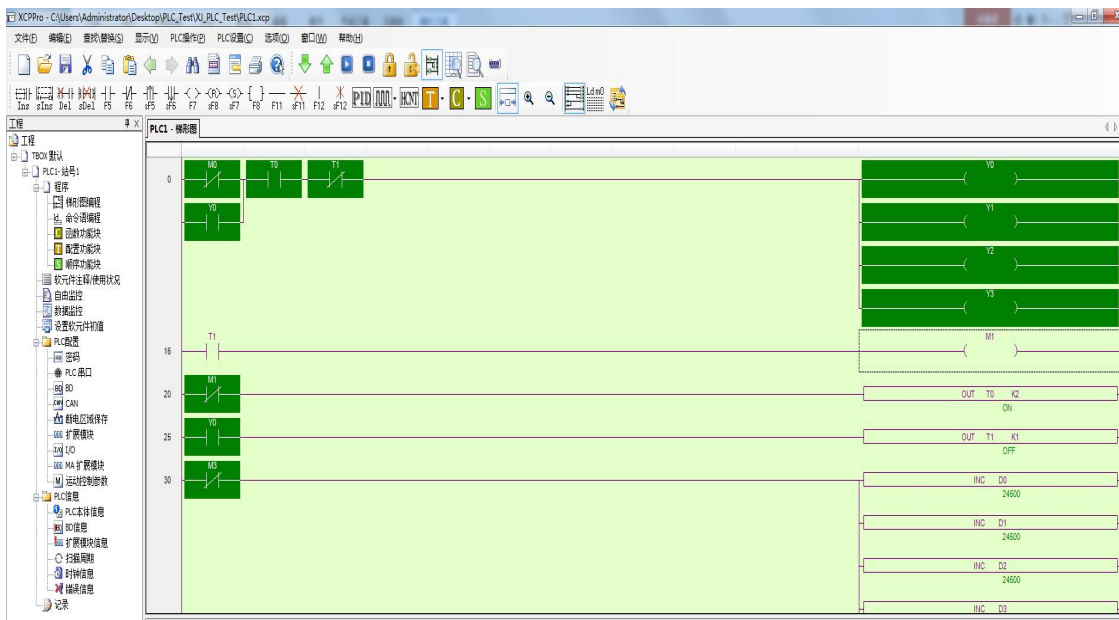 XCPPro - C:\Users\Administrator\Desktop\PLC_Test\XJ_PLC_Test\PLC1.xcp
文件(F) 编辑(E) 查找\替换(S) 显示(V) PLC操作(P) PLC设置(C) 选项(O) 窗口(W) 帮助(H)
Ins sIns Del sDel F5 F6 sF5 sF6 F7 sF8 sF7 F8 F11 sF11 F12 sF12 PID HCNT T C S Ld m0
工程
PLC1 - 梯形图
工程
TBOX 默认
PLC1- 站号1
程序
梯形图编程
命令语编程
C 函数功能块
T 配置功能块
S 顺序功能块
软元件注释/使用状况
自由监控
数据监控
设置软元件初值
PLC配置
密码
PLC 串口
BD BD
CAN CAN
断电区域保存
扩展模块
I/O I/O
MA 扩展模块
M 运动控制参数
PLC信息
PLC本体信息
BD BD信息
扩展模块信息
扫描周期
时钟信息
错误信息
记录
0 M0 T0 T1 Y0
Y0 Y1
Y2
Y3
16 T1 M1
20 M1 OUT T0 K2
ON
25 Y0 OUT T1 K1
OFF
30 M3 INC D0
24500
INC D1
24500
INC D2
24500
INC D3